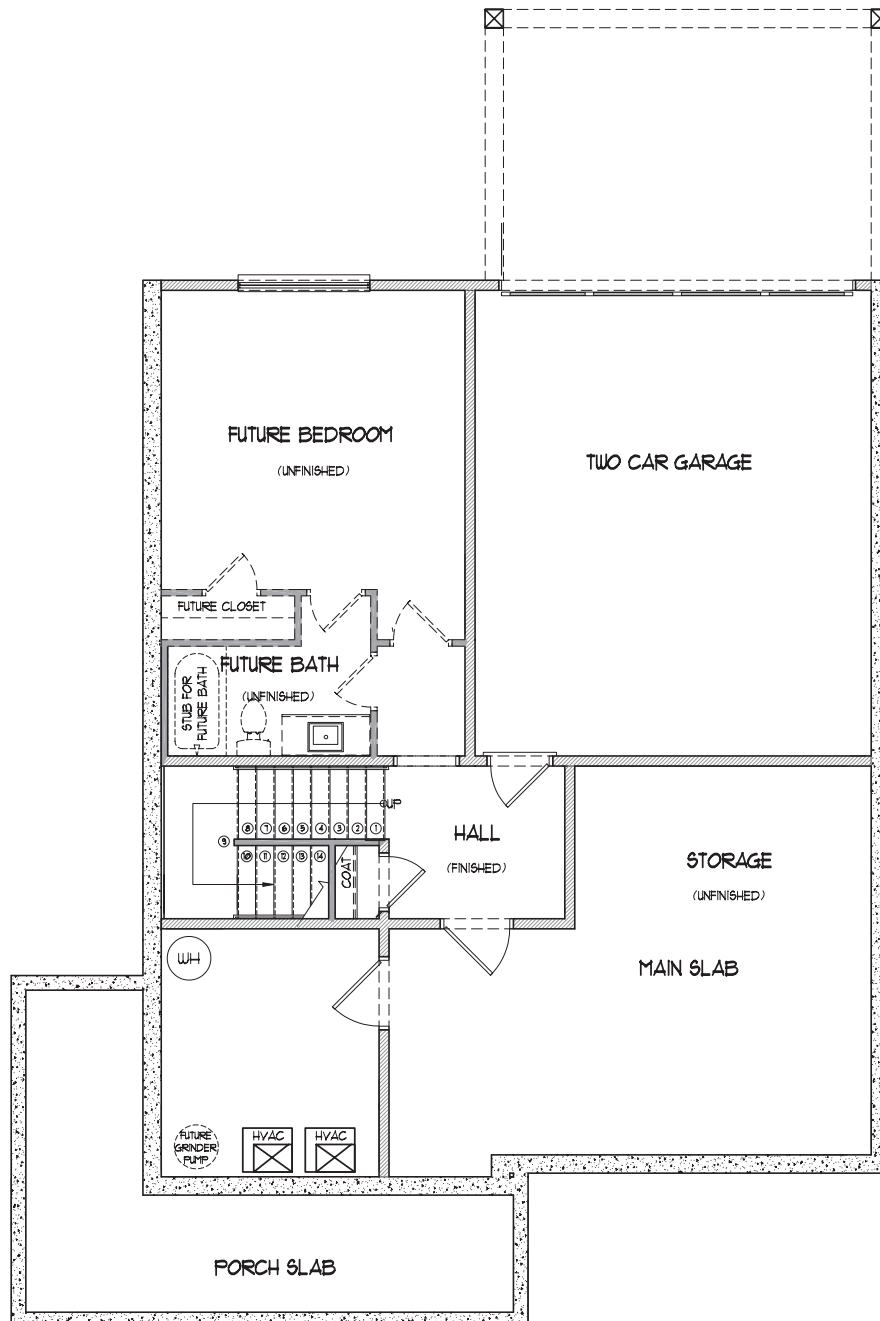 FUTURE BEDROOM
(UNFINISHED)
TWO CAR GARAGE
FUTURE CLOSET
FUTURE BATH
(UNFINISHED)
STUB FOR
FUTURE BATH
UP
8
7
6
5
4
3
2
1
9
10
11
12
13
14
COAT
HALL
(FINISHED)
STORAGE
(UNFINISHED)
MAIN SLAB
WH
FUTURE
GRINDER
PUMP
HVAC
HVAC
PORCH SLAB